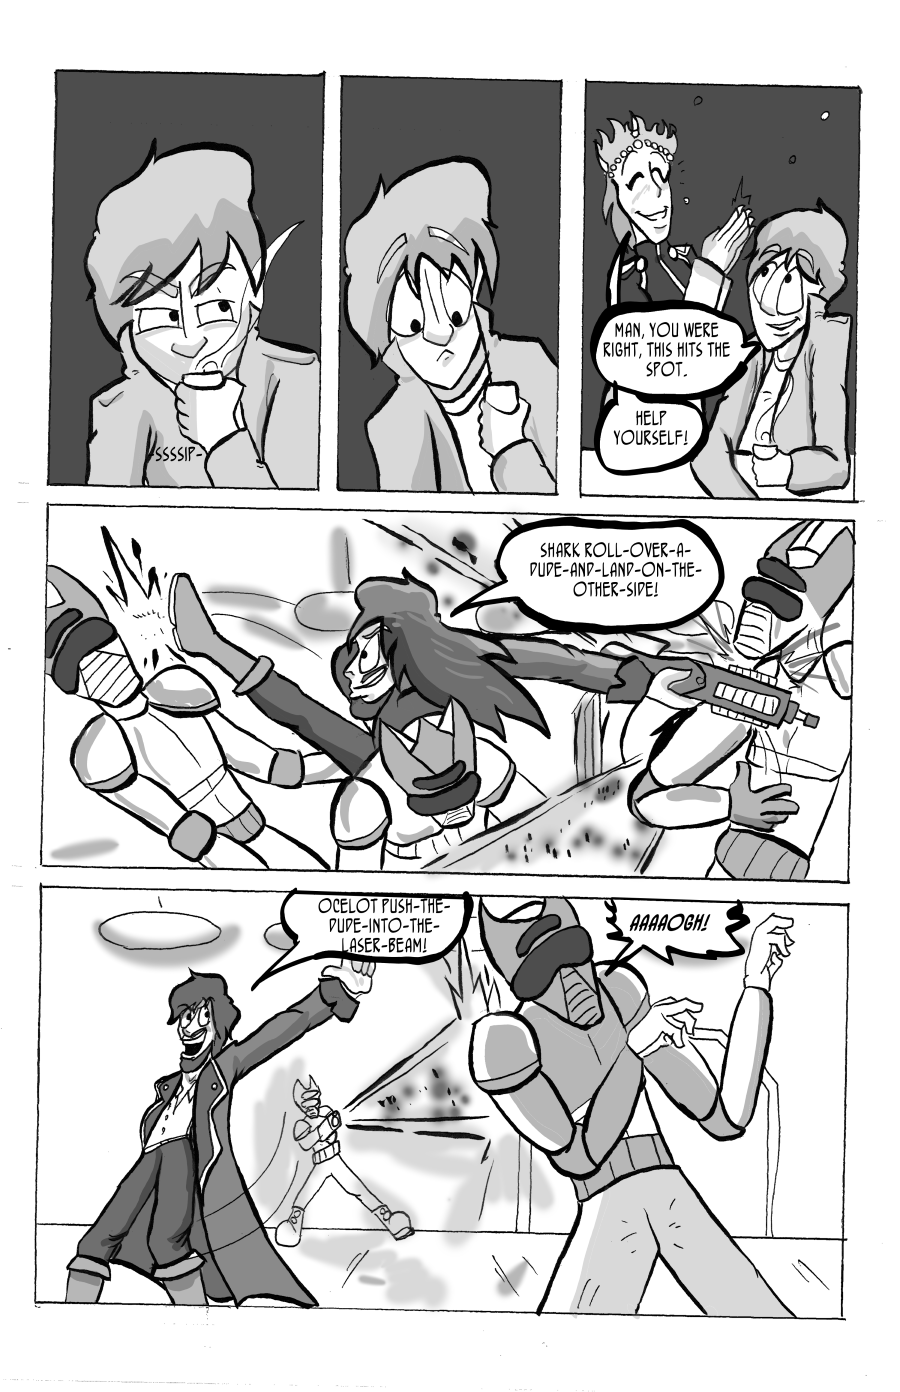 -SSSSIP-
MAN, YOU WERE
RIGHT, THIS HITS THE
SPOT.
HELP
YOURSELF!
SHARK ROLL-OVER-A-
DUDE-AND-LAND-ON-THE-
OTHER-SIDE!
OCELOT PUSH-THE-
DUDE-INTO-THE-
LASER-BEAM!
AAAAOGH!